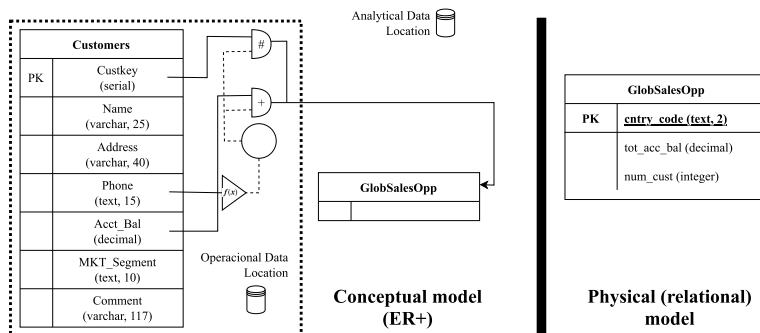 Analytical Data
Location
Customers
PK
Custkey
(serial)
Name
(varchar, 25)
Address
(varchar, 40)
Phone
(text, 15)
Acct_Bal
(decimal)
MKT_Segment
(text, 10)
Comment
(varchar, 117)
#
+
f(x)
Operacional Data
Location
GlobSalesOpp
Conceptual model
(ER+)
GlobSalesOpp
PK
cntry_code (text, 2)
tot_acc_bal (decimal)
num_cust (integer)
Physical (relational)
model